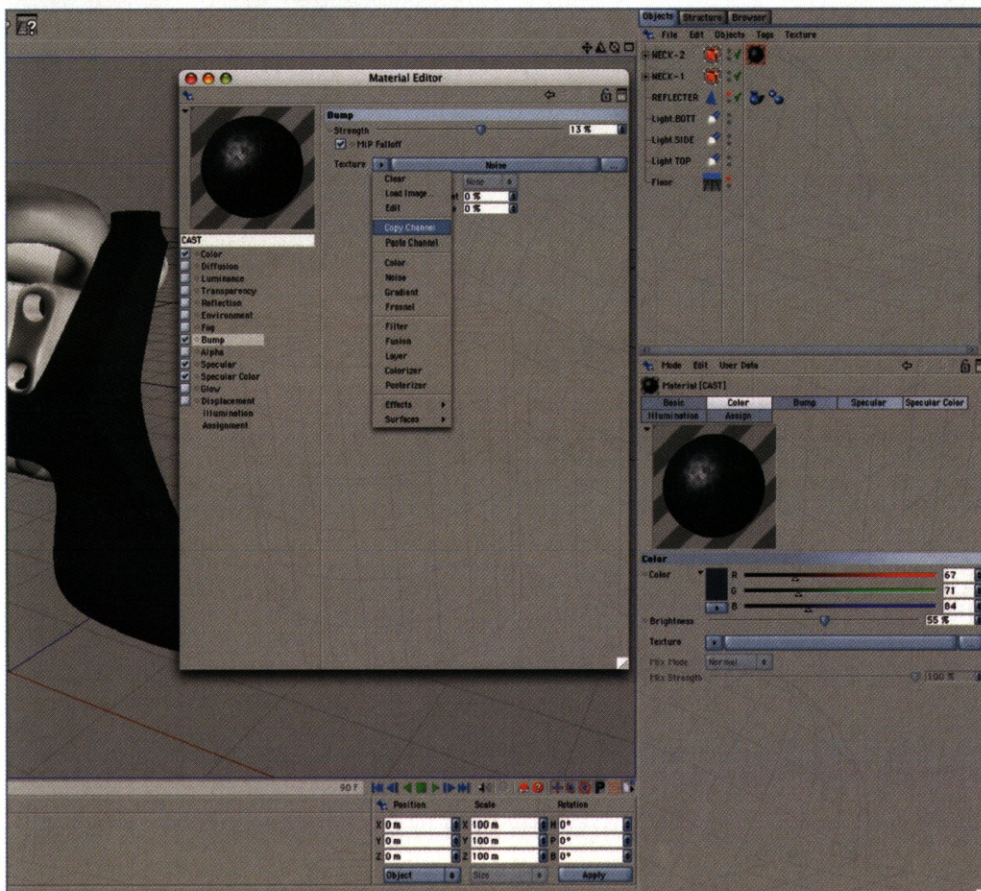 ?
Objects Structure Browser
File Edit Objects Tags Texture
NECK-2
NECK-1
REFLECTER
Light.BOTT
Light.SIDE
Light TOP
Floor
Material Editor
Bump
Strength 13 %
MIP Falloff
Texture Noise ...
Clear
Load Image...
Edit
Copy Channel
Paste Channel
Color
Noise
Gradient
Fresnel
Filter
Fusion
Layer
Colorizer
Posterizer
Effects
Surfaces
None
0 %
0 %
CAST
Color
Diffusion
Luminance
Transparency
Reflection
Environment
Fog
Bump
Alpha
Specular
Specular Color
Glow
Displacement
Illumination
Assignment
Mode Edit User Data
Material [CAST]
Basic Color Bump Specular Specular Color
Illumination Assign
Color
Color R 67
G 71
B 84
Brightness 55 %
Texture ...
Mix Mode Normal
Mix Strength 100 %
90 F
P
Position Scale Rotation
X 0 m X 100 m H 0°
Y 0 m Y 100 m P 0°
Z 0 m Z 100 m B 0°
Object Size Apply